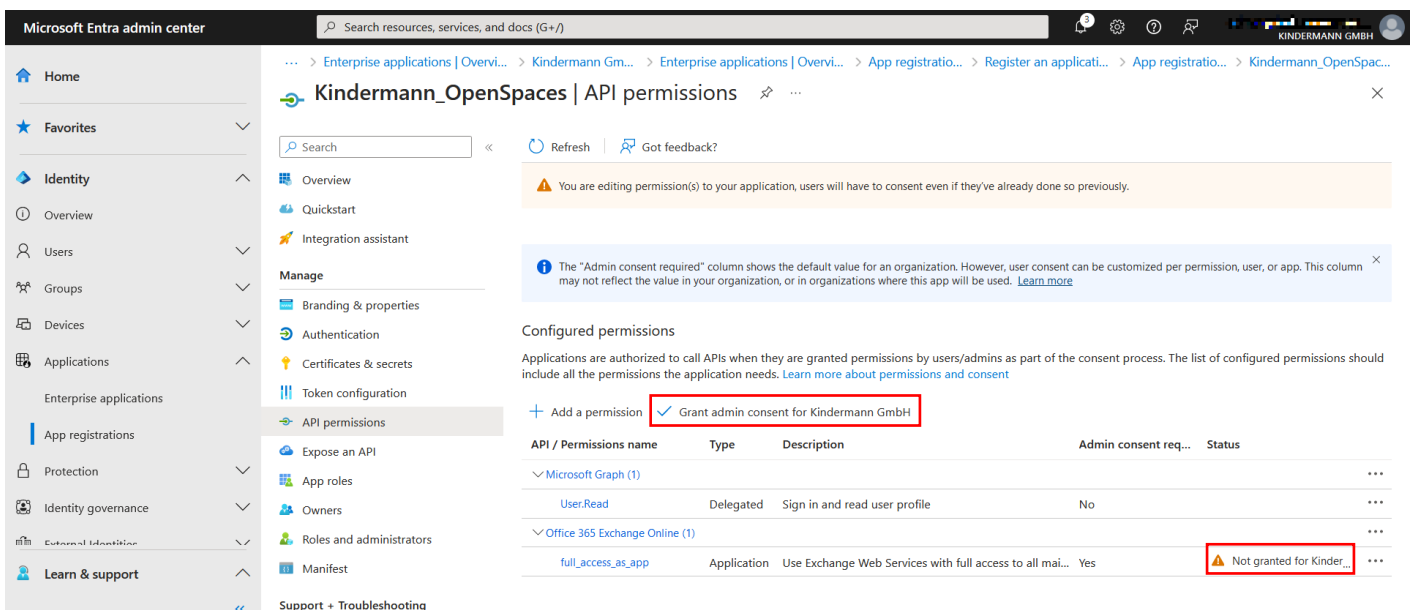 Microsoft Entra admin center
Search resources, services, and docs (G+/)
3
KINDERMANN GMBH
Home
Favorites
Identity
Overview
Users
Groups
Devices
Applications
Enterprise applications
App registrations
Protection
Identity governance
External Identities
Learn & support
... > Enterprise applications | Overvi... > Kindermann Gm... > Enterprise applications | Overvi... > App registratio... > Register an applicati... > App registratio... > Kindermann_OpenSpac...
Kindermann_OpenSpaces | API permissions ...
Search
Overview
Quickstart
Integration assistant
Manage
Branding & properties
Authentication
Certificates & secrets
Token configuration
API permissions
Expose an API
App roles
Owners
Roles and administrators
Manifest
Support + Troubleshooting
Refresh Got feedback?
You are editing permission(s) to your application, users will have to consent even if they've already done so previously.
The "Admin consent required" column shows the default value for an organization. However, user consent can be customized per permission, user, or app. This column
may not reflect the value in your organization, or in organizations where this app will be used. Learn more
Configured permissions
Applications are authorized to call APIs when they are granted permissions by users/admins as part of the consent process. The list of configured permissions should
include all the permissions the application needs. Learn more about permissions and consent
Add a permission Grant admin consent for Kindermann GmbH
API / Permissions name Type Description Admin consent req... Status
Microsoft Graph (1) ...
User.Read Delegated Sign in and read user profile No ...
Office 365 Exchange Online (1) ...
full_access_as_app Application Use Exchange Web Services with full access to all mai... Yes Not granted for Kinder... ...